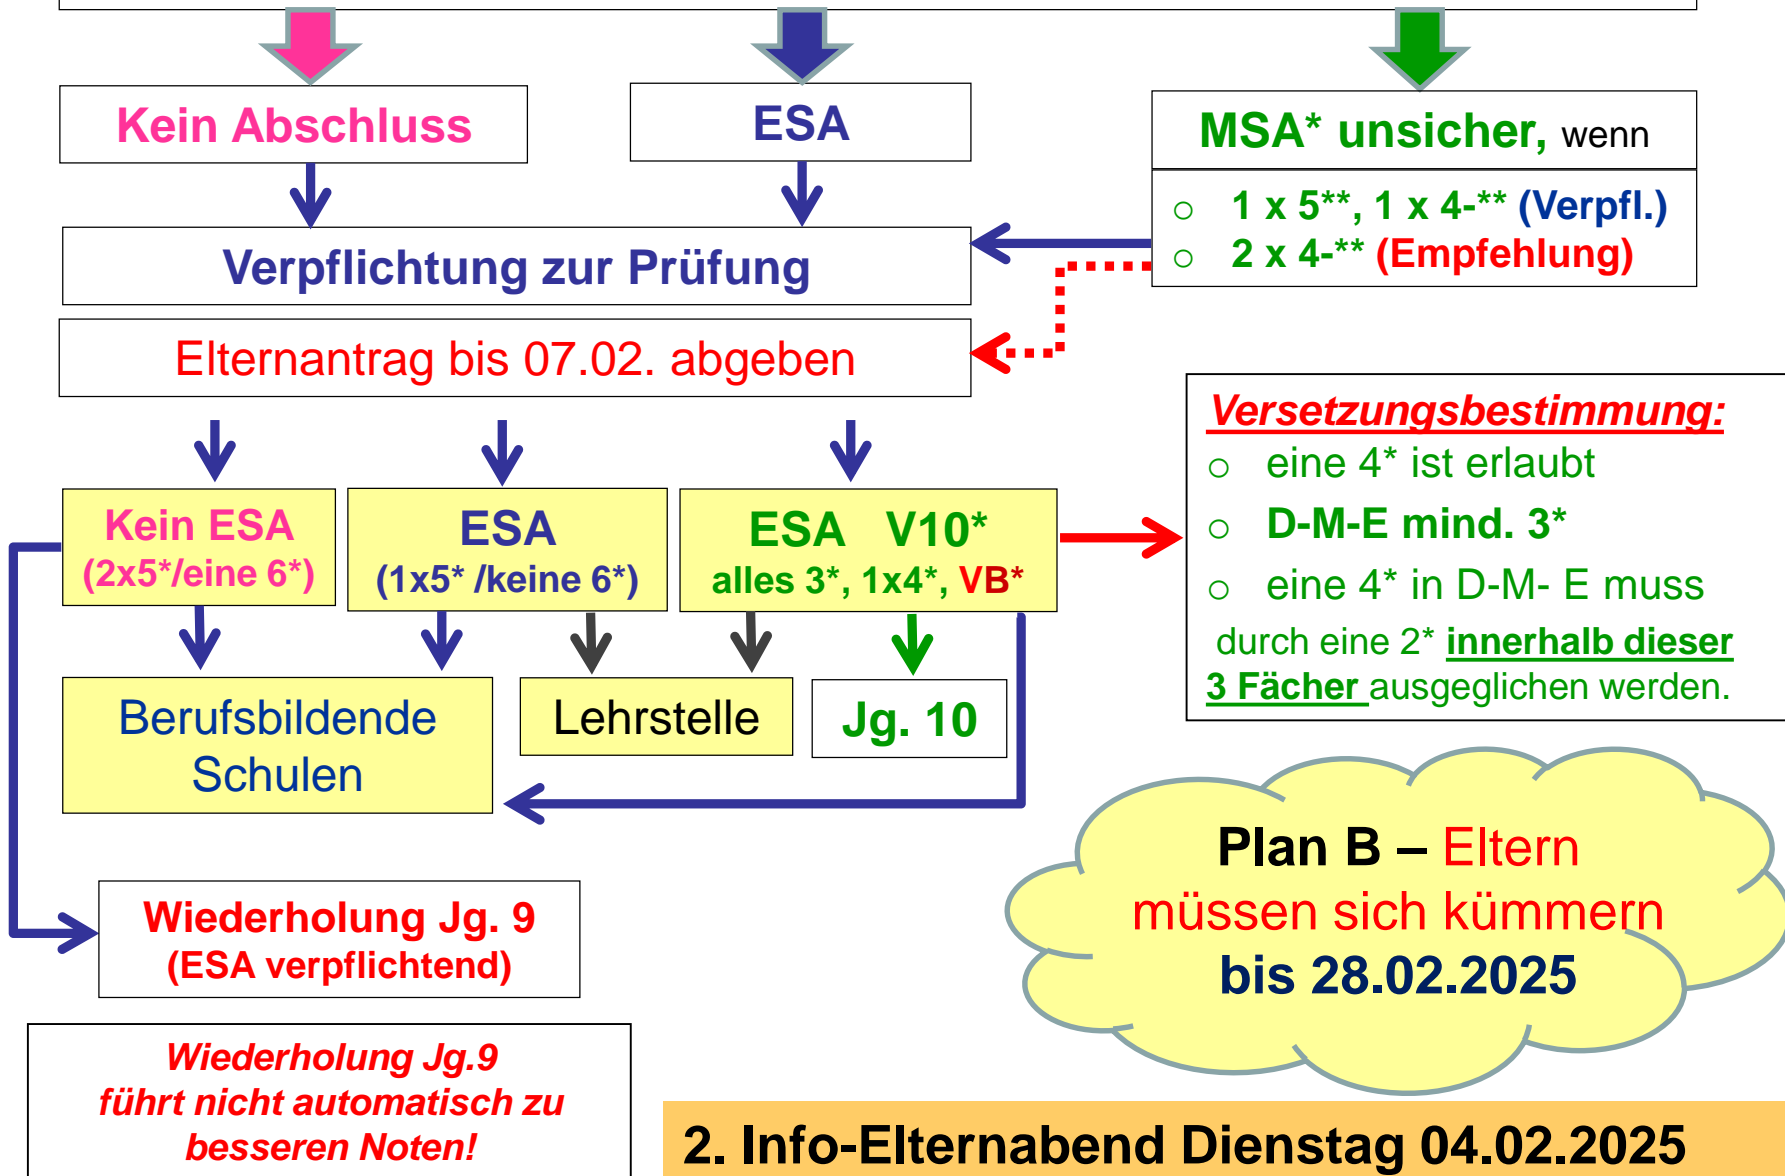 Kein Abschluss
ESA
MSA* unsicher, wenn
o 1 x 5**, 1 x 4-** (Verpfl.)
o 2 x 4-** (Empfehlung)
Verpflichtung zur Prüfung
Elternantrag bis 07.02. abgeben
Versetzungsbestimmung:
o eine 4* ist erlaubt
o D-M-E mind. 3*
o eine 4* in D-M- E muss
durch eine 2* innerhalb dieser
3 Fächer ausgeglichen werden.
Kein ESA
(2x5*/eine 6*)
ESA
(1x5* /keine 6*)
ESA V10*
alles 3*, 1x4*, VB*
Berufsbildende
Schulen
Lehrstelle
Jg. 10
Plan B – Eltern
müssen sich kümmern
bis 28.02.2025
Wiederholung Jg. 9
(ESA verpflichtend)
Wiederholung Jg.9
führt nicht automatisch zu
besseren Noten!
2. Info-Elternabend Dienstag 04.02.2025